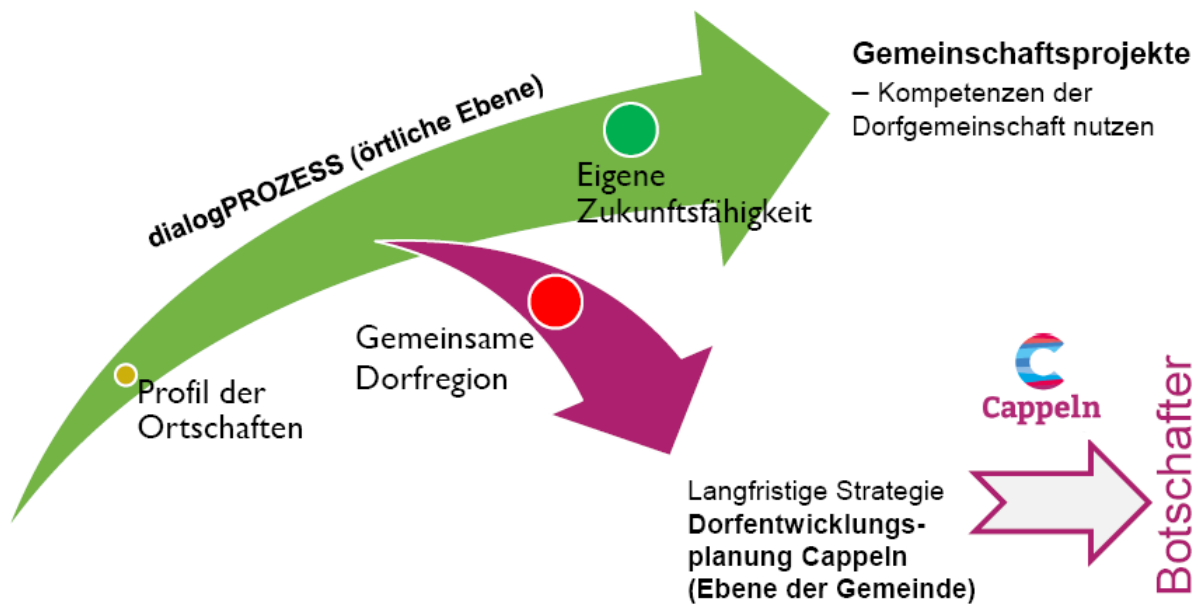 dialogPROZESS (örtliche Ebene)
Gemeinschaftsprojekte
– Kompetenzen der
Dorfgemeinschaft nutzen
Eigene
Zukunftsfähigkeit
Gemeinsame
Dorfregion
Profil der
Ortschaften
Cappeln
Langfristige Strategie
Dorfentwicklungs-
planung Cappeln
(Ebene der Gemeinde)
Botschafter